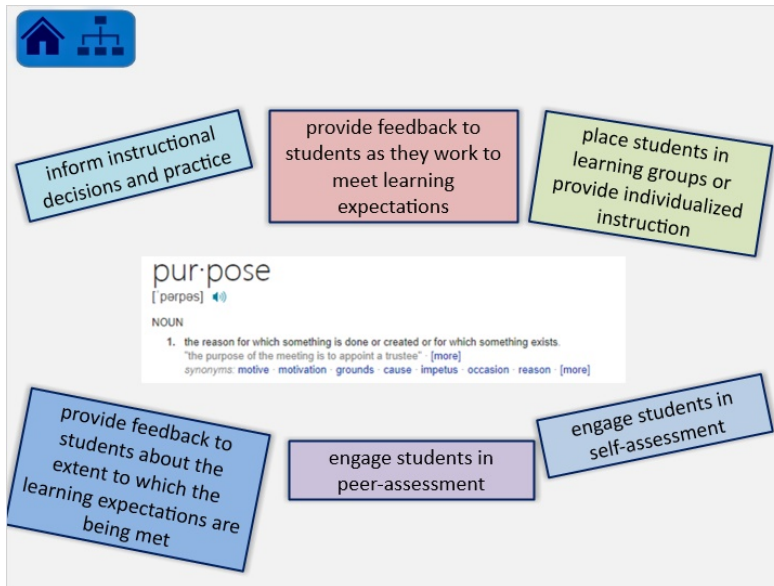 inform instructional
decisions and practice
provide feedback to
students as they work to
meet learning
expectations
place students in
learning groups or
provide individualized
instruction
pur·pose
[ˈpərpəs]
NOUN
1. the reason for which something is done or created or for which something exists.
"the purpose of the meeting is to appoint a trustee" · [more]
synonyms: motive · motivation · grounds · cause · impetus · occasion · reason · [more]
provide feedback to
students about the
extent to which the
learning expectations are
being met
engage students in
peer-assessment
engage students in
self-assessment